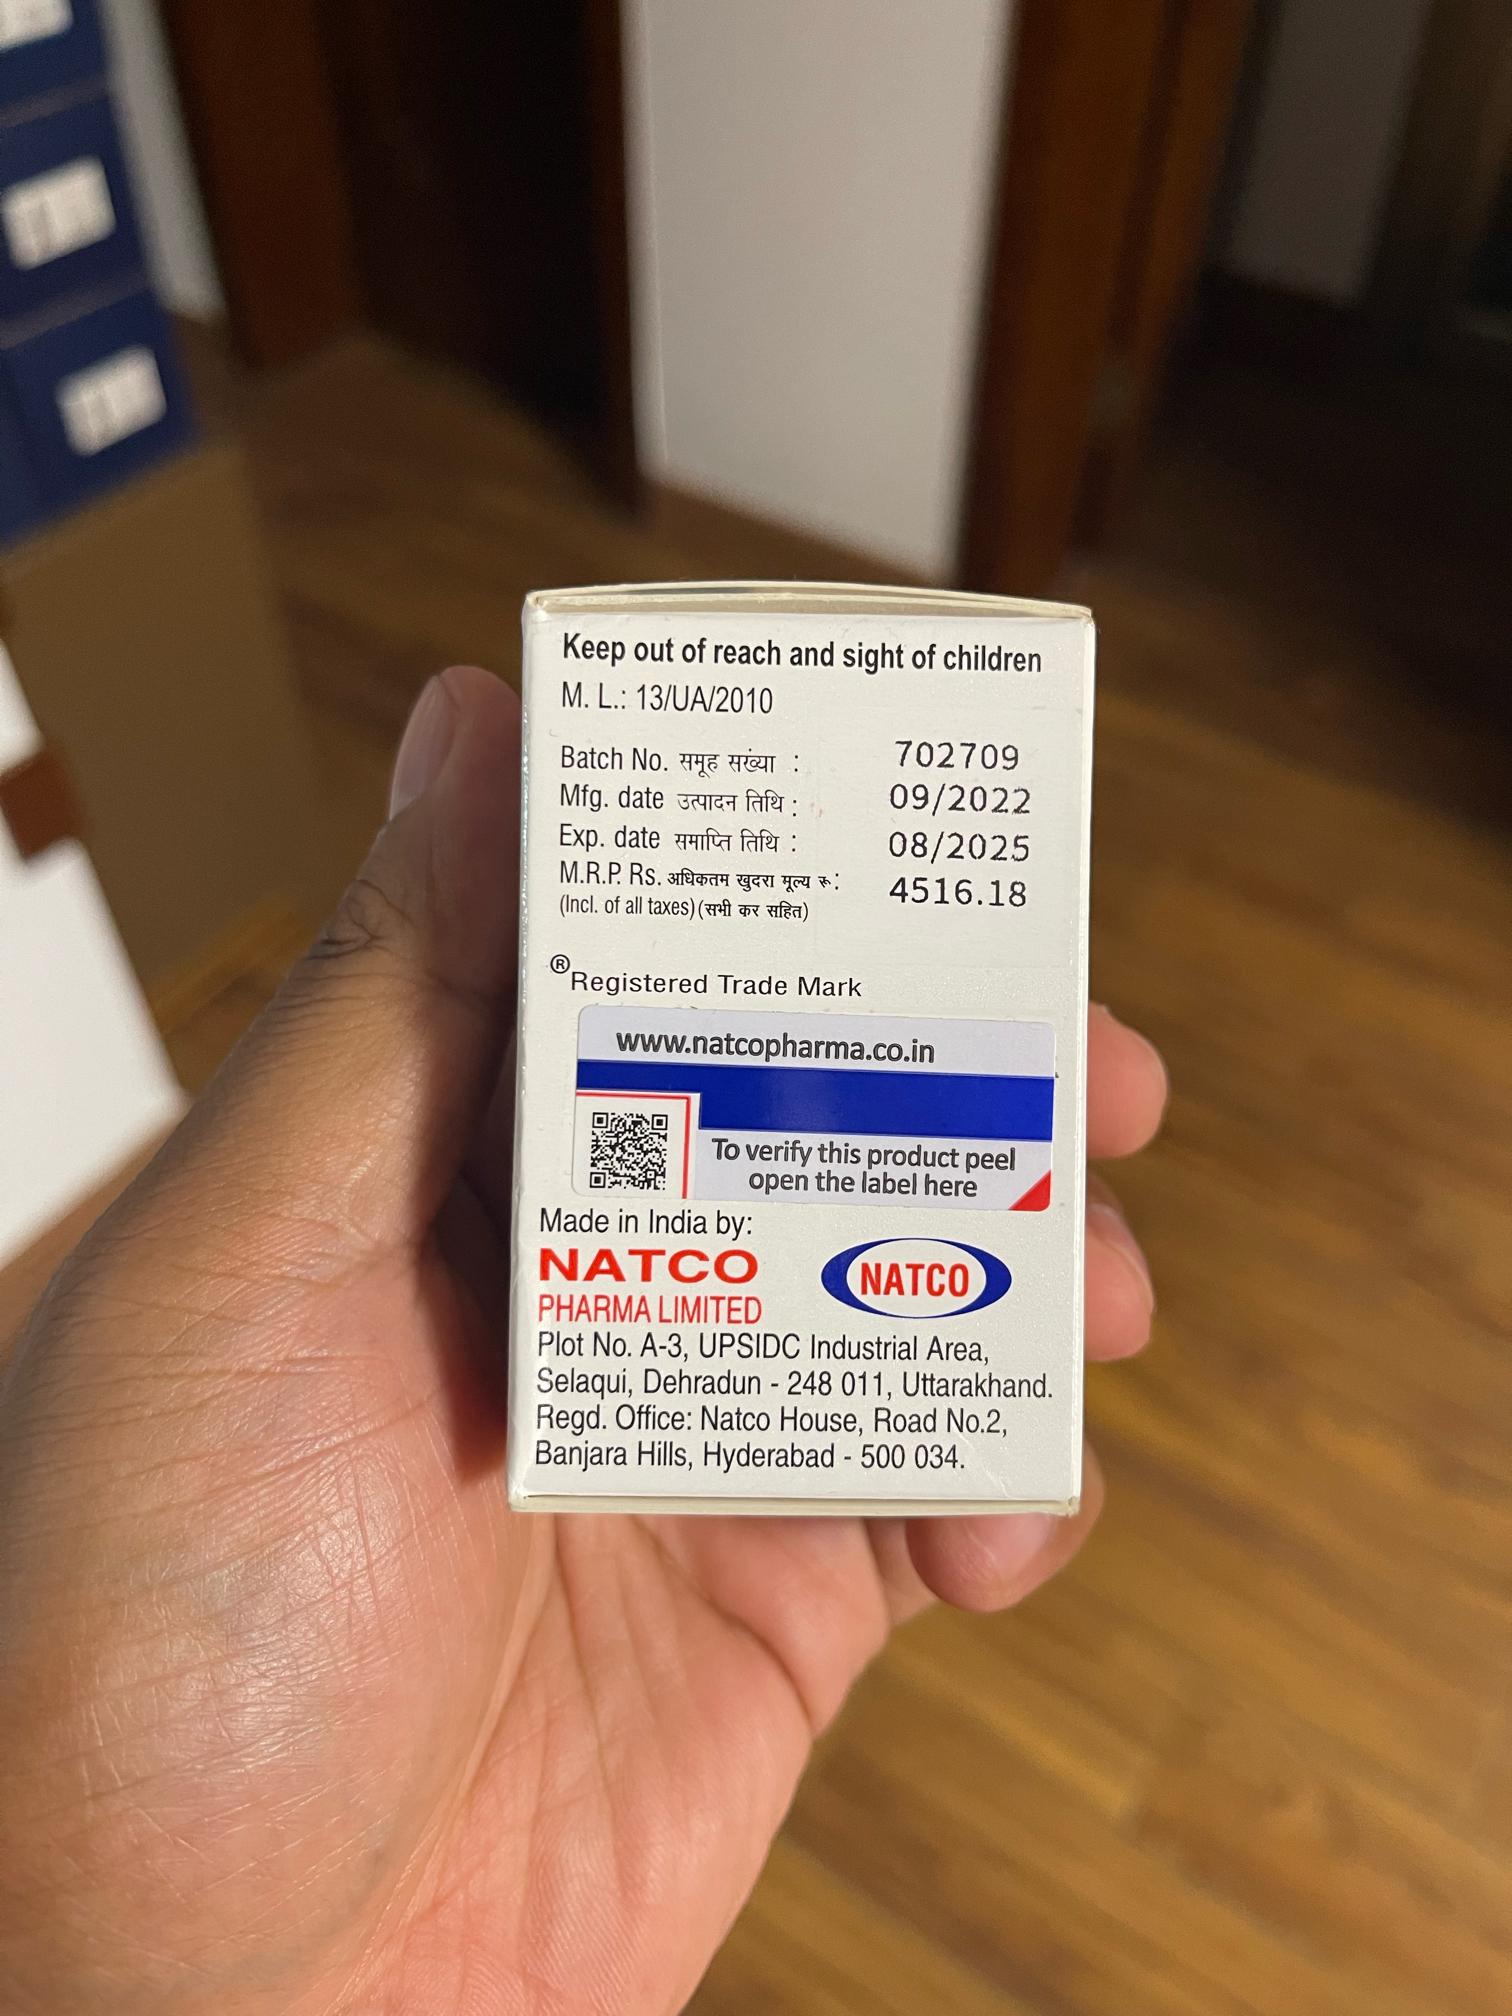 Keep out of reach and sight of children
M. L.: 13/UA/2010
Batch No. समूह सख्ंया : 702709
Mfg. date उत्पादन तिथि : 09/2022
Exp. date समाप्ति तिथि : 08/2025
M.R.P. Rs. अधिकतम खुदरा मूल्य रू: 4516.18
(Incl. of all taxes) (सभी कर सहित)
®Registered Trade Mark
www.natcopharma.co.in
To verify this product peel
open the label here
Made in India by:
NATCO
PHARMA LIMITED
NATCO
Plot No. A-3, UPSIDC Industrial Area,
Selaqui, Dehradun - 248 011, Uttarakhand.
Regd. Office: Natco House, Road No.2,
Banjara Hills, Hyderabad - 500 034.